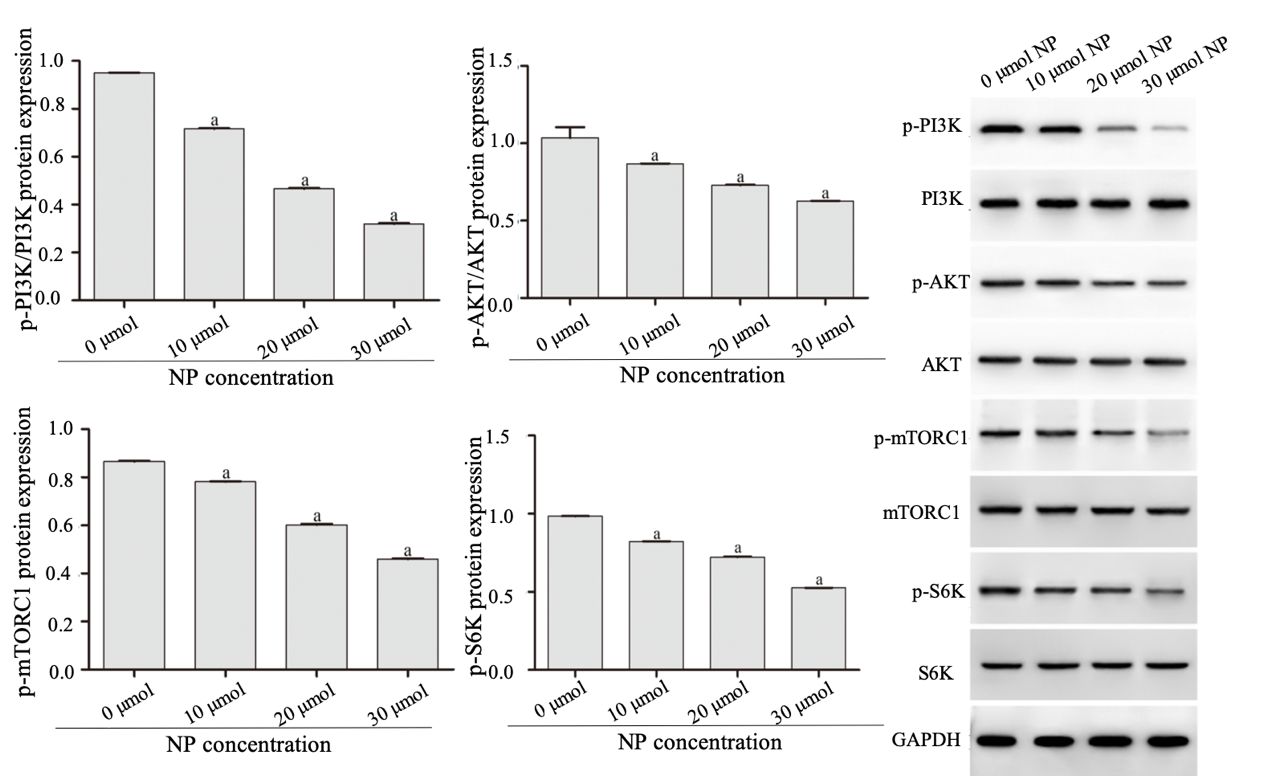 p-PI3K/PI3K protein expression
1.0
0.8
0.6
0.4
0.2
0.0
a
a
a
0 µmol
10 µmol
20 µmol
30 µmol
NP concentration
p-AKT/AKT protein expression
1.5
1.0
0.5
0.0
a
a
a
0 µmol
10 µmol
20 µmol
30 µmol
NP concentration
p-mTORC1 protein expression
1.0
0.8
0.6
0.4
0.2
0.0
a
a
a
0 µmol
10 µmol
20 µmol
30 µmol
NP concentration
p-S6K protein expression
1.5
1.0
0.5
0.0
a
a
a
0 µmol
10 µmol
20 µmol
30 µmol
NP concentration
0 µmol NP
10 µmol NP
20 µmol NP
30 µmol NP
p-PI3K
PI3K
p-AKT
AKT
p-mTORC1
mTORC1
p-S6K
S6K
GAPDH